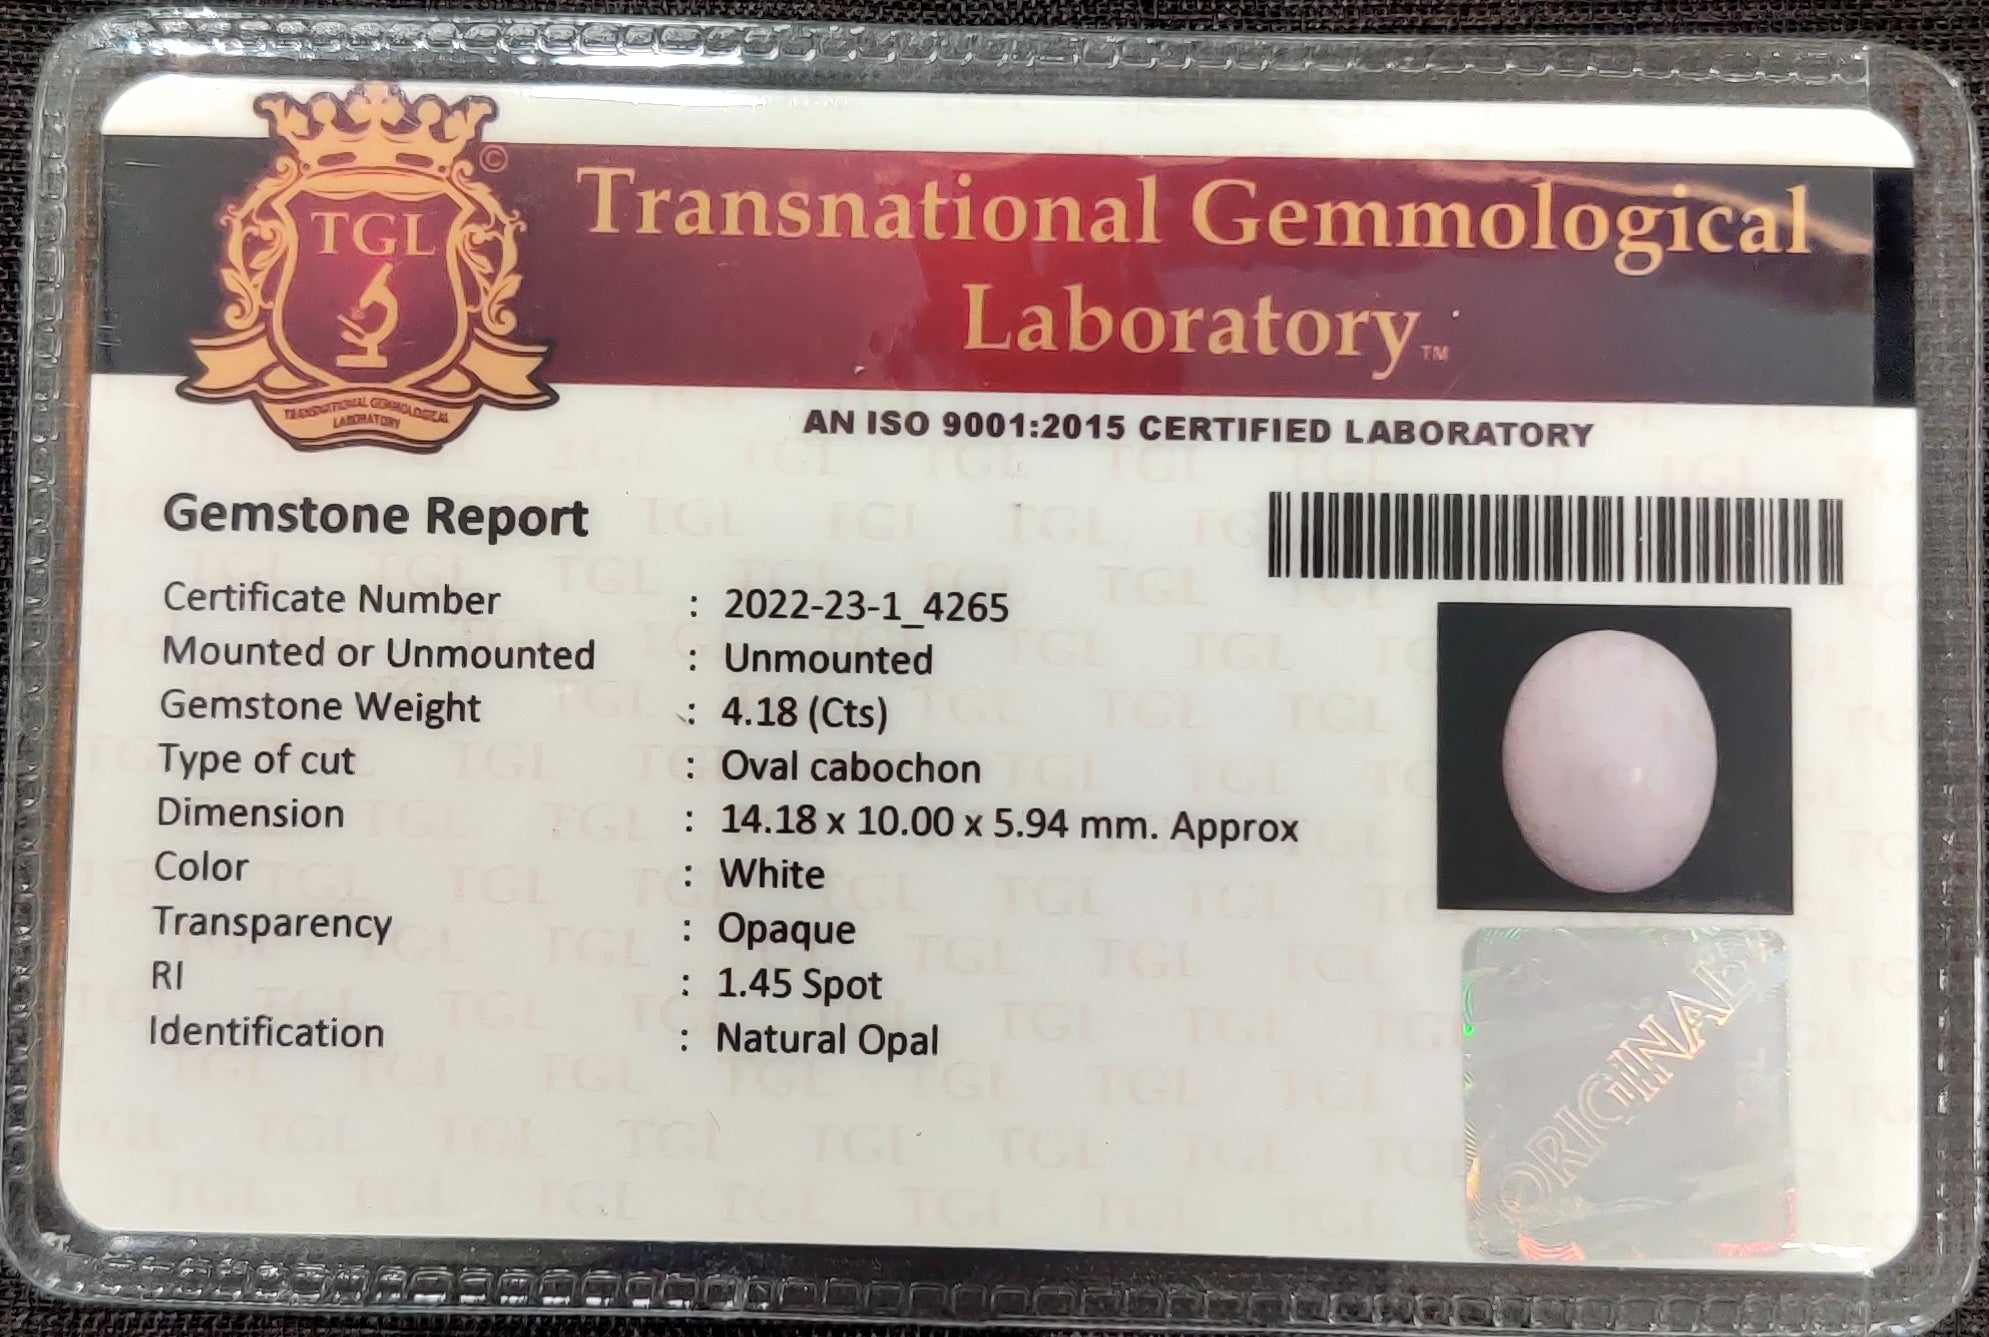 ©
TGL
TRANSNATIONAL GEMMOLOGICAL
LABORATORY
Transnational Gemmological
Laboratory™
AN ISO 9001:2015 CERTIFIED LABORATORY
Gemstone Report
Certificate Number : 2022-23-1_4265
Mounted or Unmounted : Unmounted
Gemstone Weight : 4.18 (Cts)
Type of cut : Oval cabochon
Dimension : 14.18 x 10.00 x 5.94 mm. Approx
Color : White
Transparency : Opaque
RI : 1.45 Spot
Identification : Natural Opal
ORIGINAL